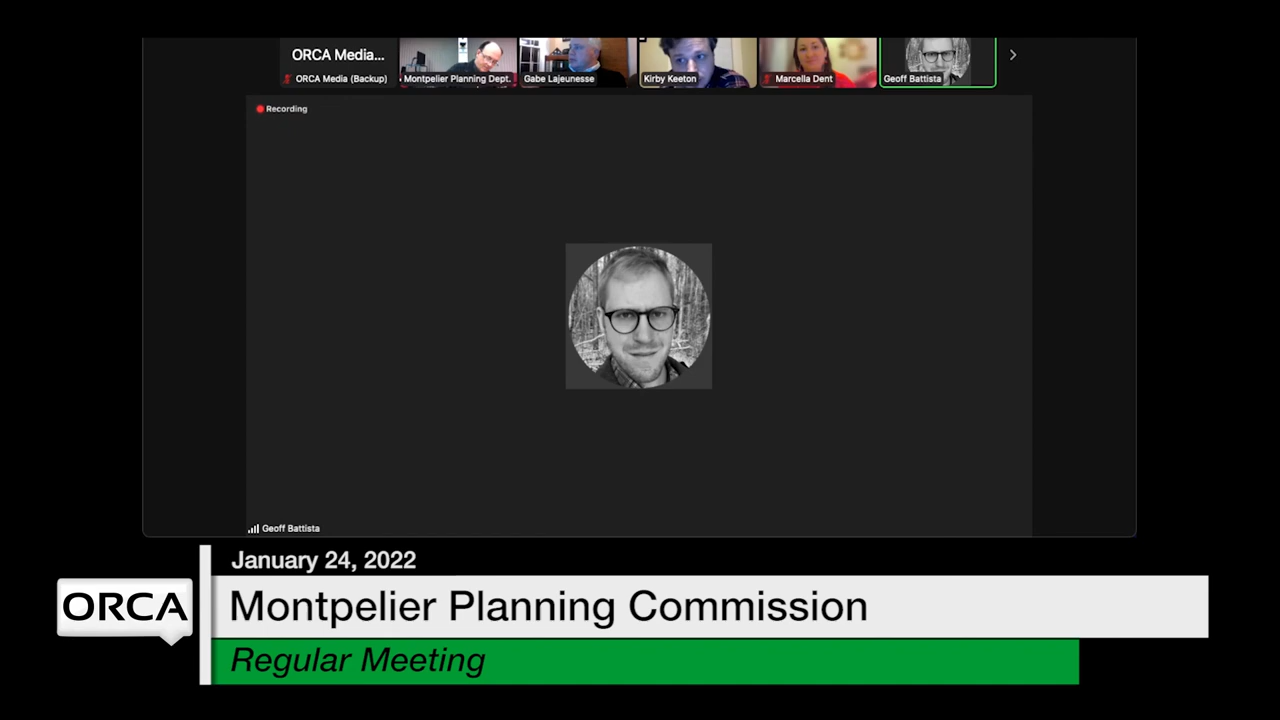 ORCA Media...
ORCA Media (Backup)
Montpelier Planning Dept.
Gabe Lajeunesse
Kirby Keeton
Marcella Dent
Geoff Battista
Recording
Geoff Battista
January 24, 2022
ORCA
Montpelier Planning Commission
Regular Meeting